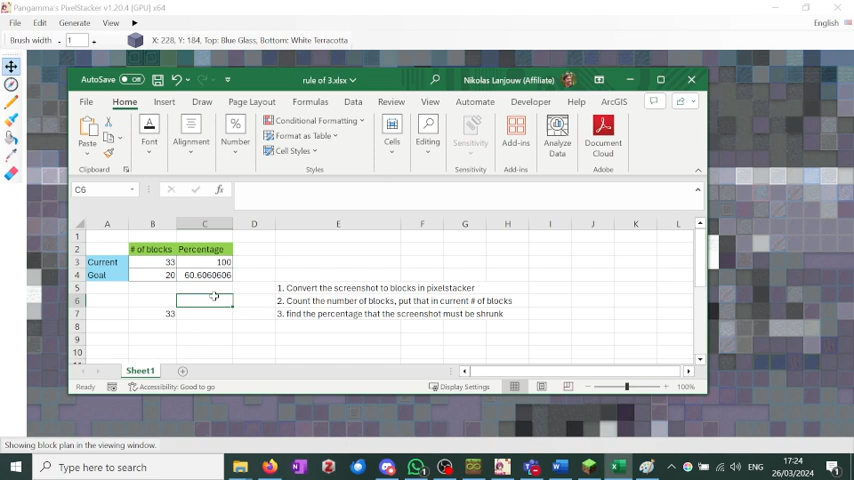 Pangamma's PixelStacker v1.20.4 [GPU] x64
File Edit Generate View
English
Brush width 1 X: 228, Y: 184, Top: Blue Glass, Bottom: White Terracotta
AutoSave Off rule of 3.xlsx Nikolas Lanjouw (Affiliate)
File Home Insert Draw Page Layout Formulas Data Review View Automate Developer Help ArcGIS
Paste Font Alignment Number Conditional Formatting Cells Editing Sensitivity Add-ins Analyze Data Adobe Document Cloud
Format as Table
Cell Styles
Clipboard Styles Sensitivity Add-ins Adobe
C6 fx
A B C D E F G H I J K L
1
2 # of blocks Percentage
3 Current 33 100
4 Goal 20 60.6060606
5 1. Convert the screenshot to blocks in pixelstacker
6 2. Count the number of blocks, put that in current # of blocks
7 33 3. find the percentage that the screenshot must be shrunk
8
9
10
Sheet1
Ready Accessibility: Good to go Display Settings 100%
Showing block plan in the viewing window.
Type here to search ENG 17:24
26/03/2024